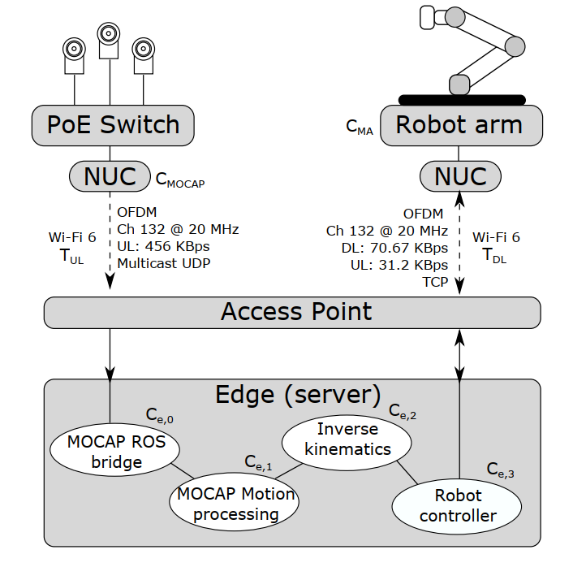 PoE Switch
NUC
C_MOCAP
OFDM
Ch 132 @ 20 MHz
UL: 456 KBps
Multicast UDP
Wi-Fi 6
T_UL
C_MA
Robot arm
NUC
OFDM
Ch 132 @ 20 MHz
DL: 70.67 KBps
UL: 31.2 KBps
TCP
Wi-Fi 6
T_DL
Access Point
Edge (server)
C_e,0
MOCAP ROS
bridge
C_e,1
MOCAP Motion
processing
C_e,2
Inverse
kinematics
C_e,3
Robot
controller